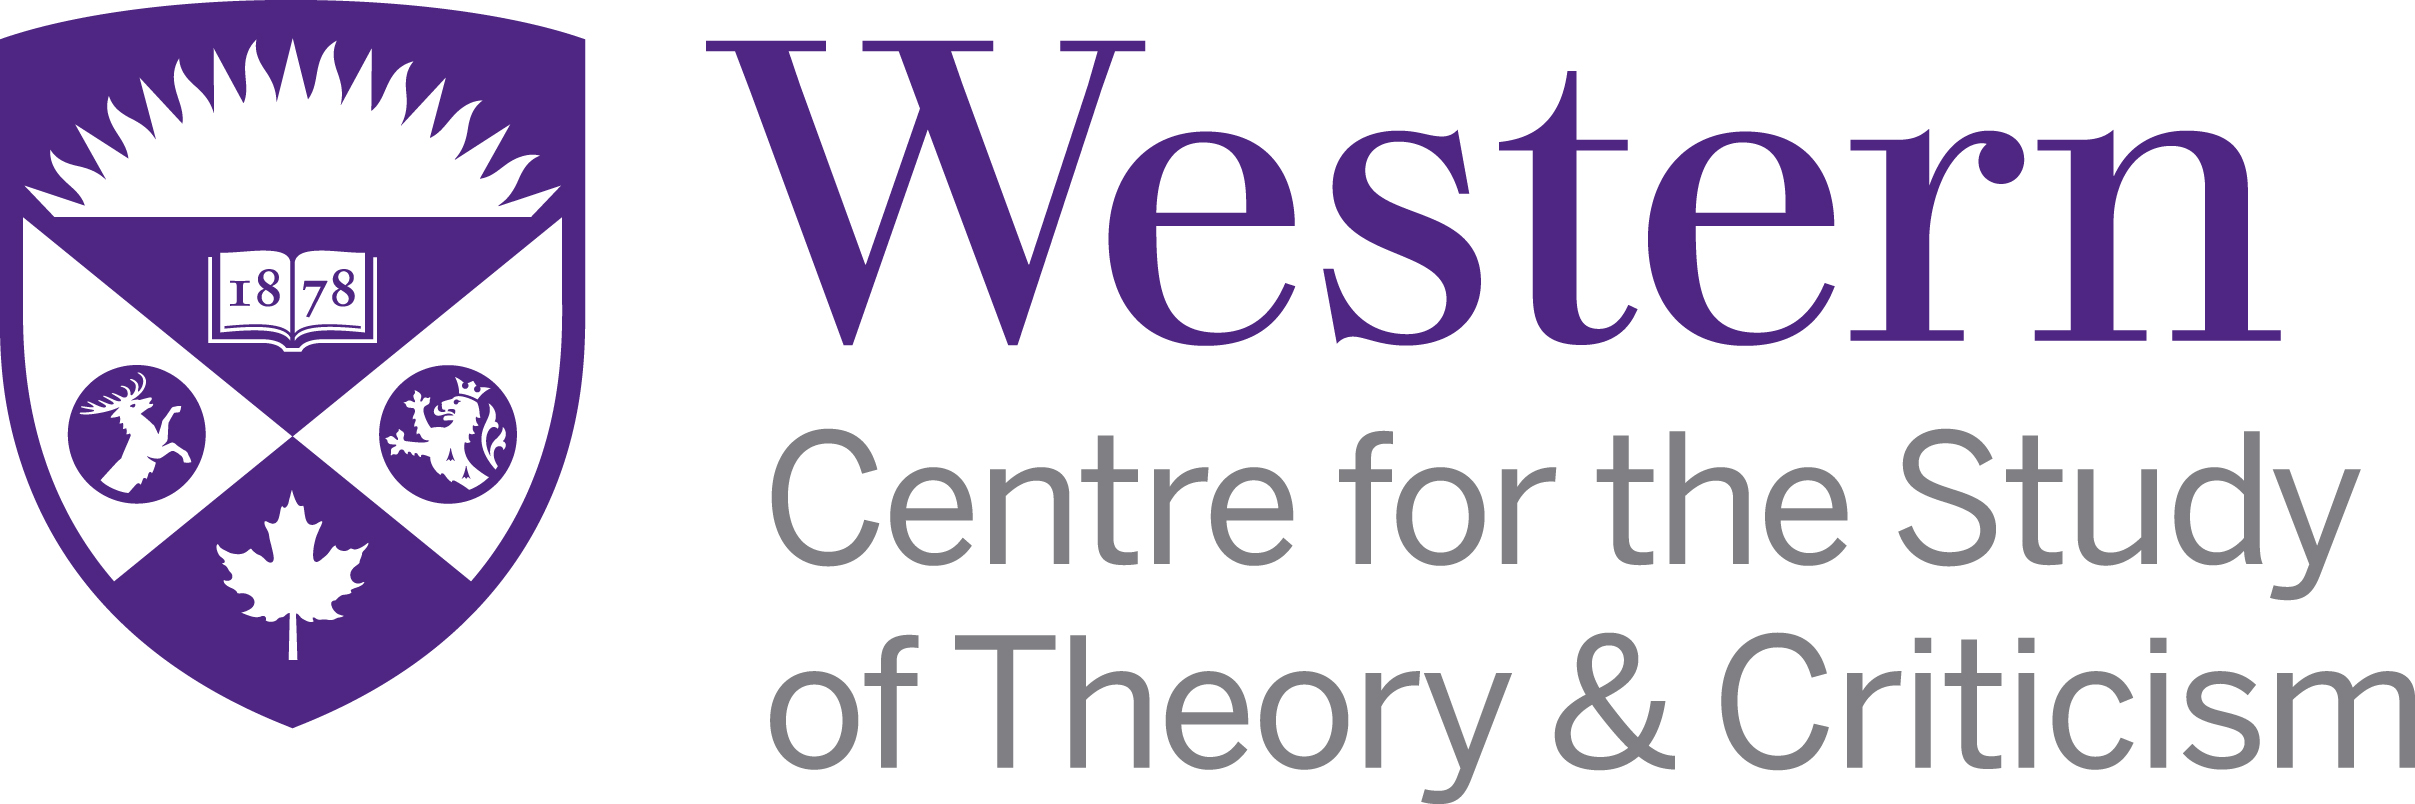 1878
Western
Centre for the Study
of Theory & Criticism